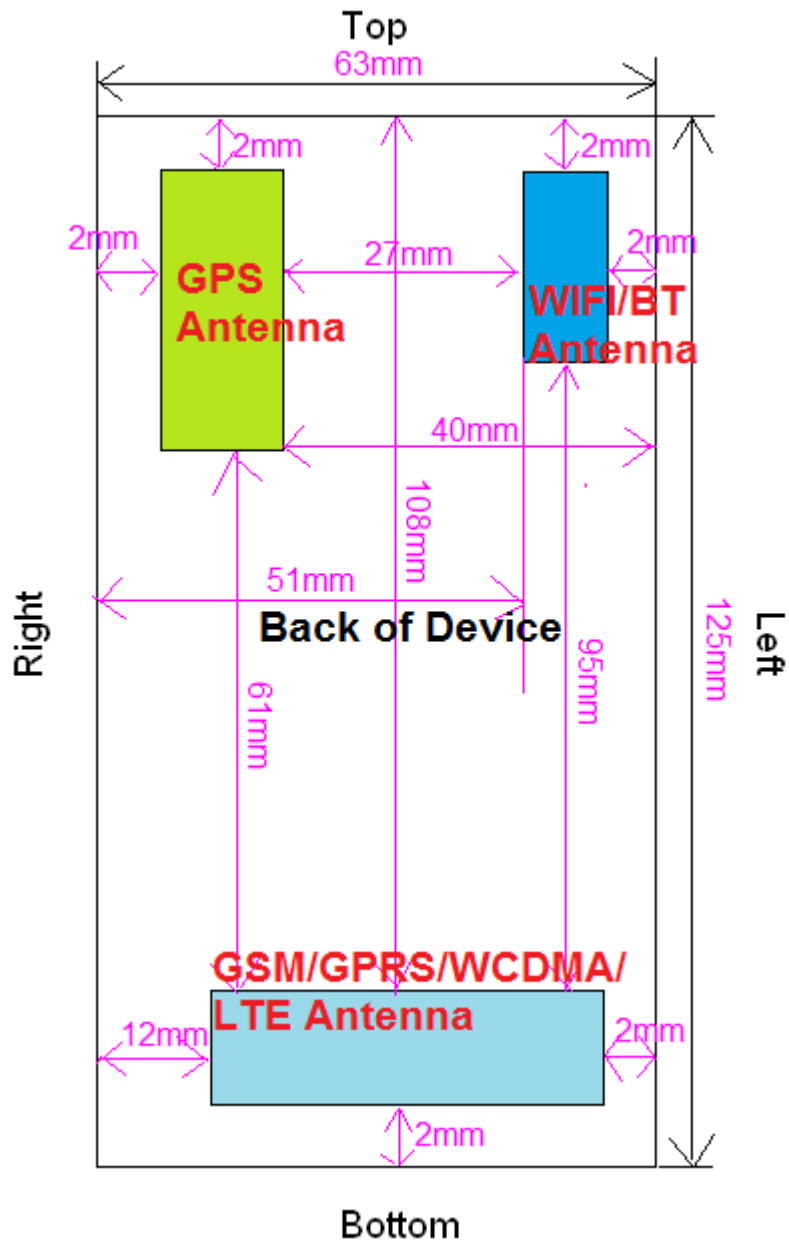 Top
63mm
2mm
2mm
2mm
27mm
2mm
GPS
Antenna
WIFI/BT
Antenna
40mm
108mm
51mm
Back of Device
Right
Left
125mm
95mm
61mm
GSM/GPRS/WCDMA/
LTE Antenna
12mm
2mm
2mm
Bottom